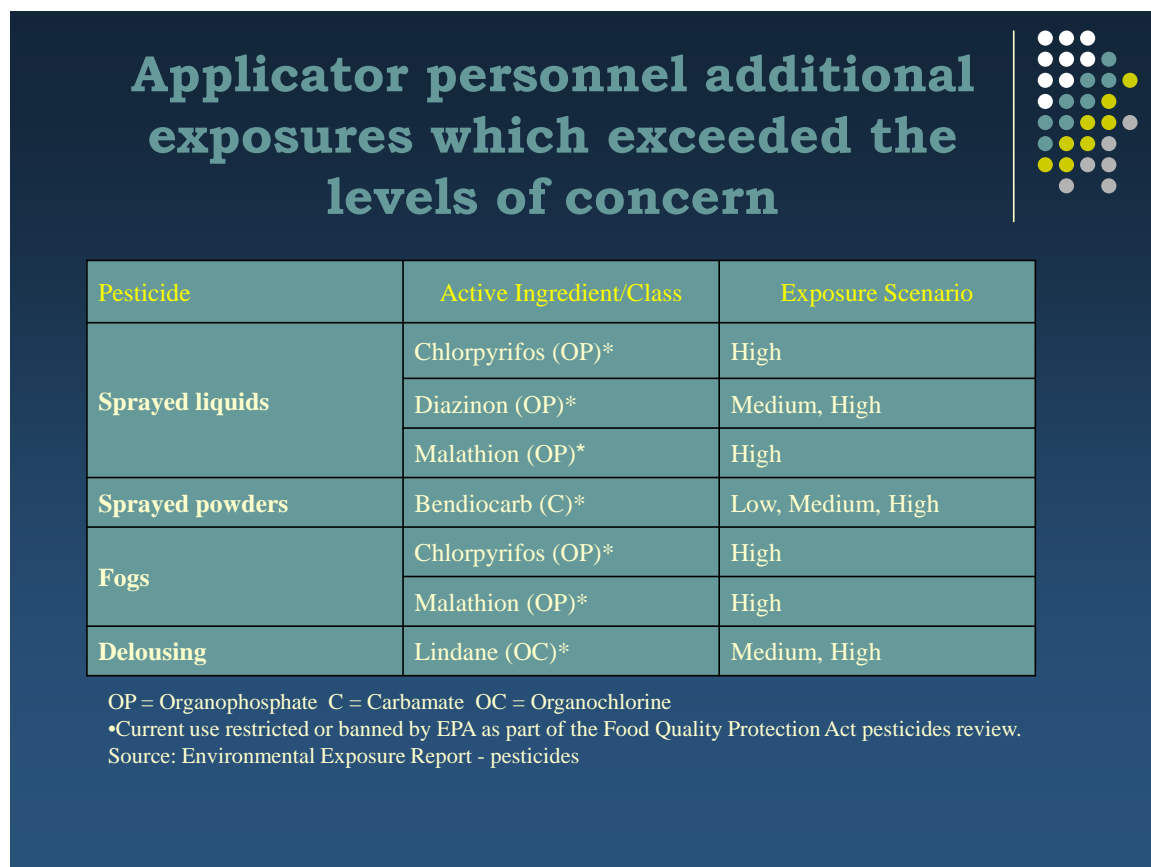 Applicator personnel additional
exposures which exceeded the
levels of concern
Pesticide Active Ingredient/Class Exposure Scenario
Sprayed liquids
Chlorpyrifos (OP)* High
Diazinon (OP)* Medium, High
Malathion (OP)* High
Sprayed powders Bendiocarb (C)* Low, Medium, High
Fogs
Chlorpyrifos (OP)* High
Malathion (OP)* High
Delousing Lindane (OC)* Medium, High
OP = Organophosphate C = Carbamate OC = Organochlorine
•Current use restricted or banned by EPA as part of the Food Quality Protection Act pesticides review.
Source: Environmental Exposure Report - pesticides